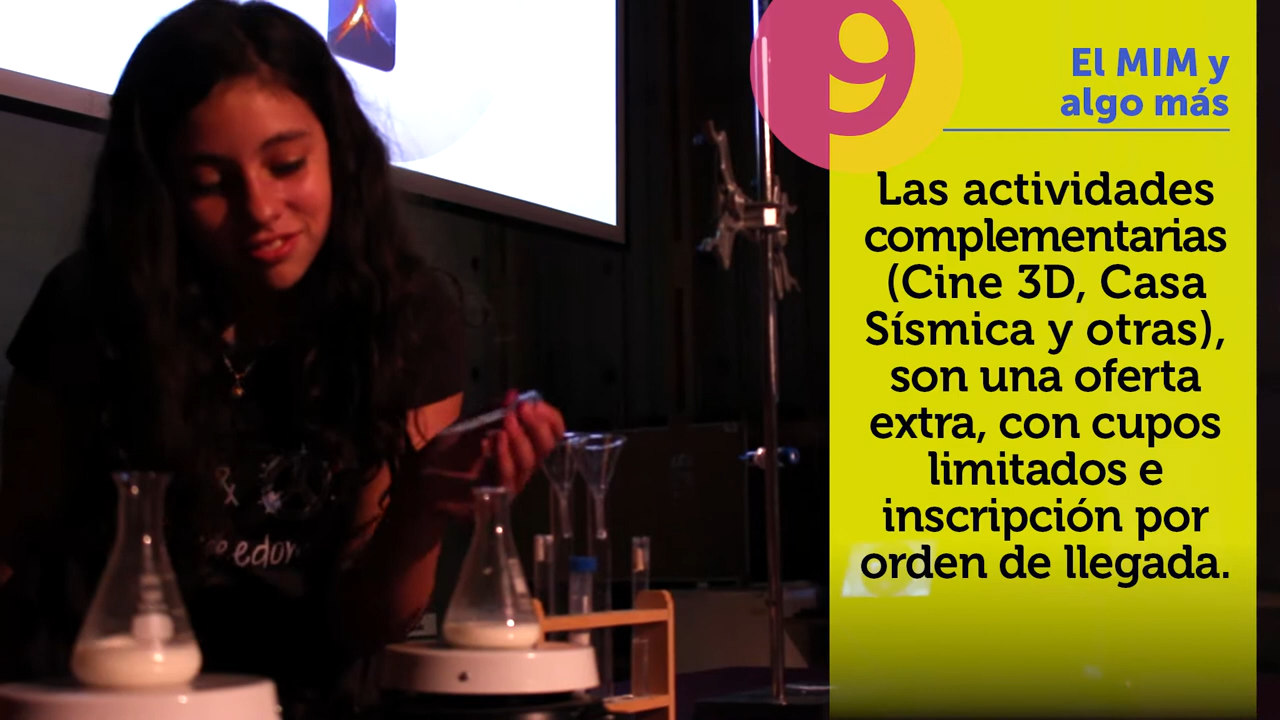 9
El MIM y
algo más
Las actividades
complementarias
(Cine 3D, Casa
Sísmica y otras),
son una oferta
extra, con cupos
limitados e
inscripción por
orden de llegada.
&